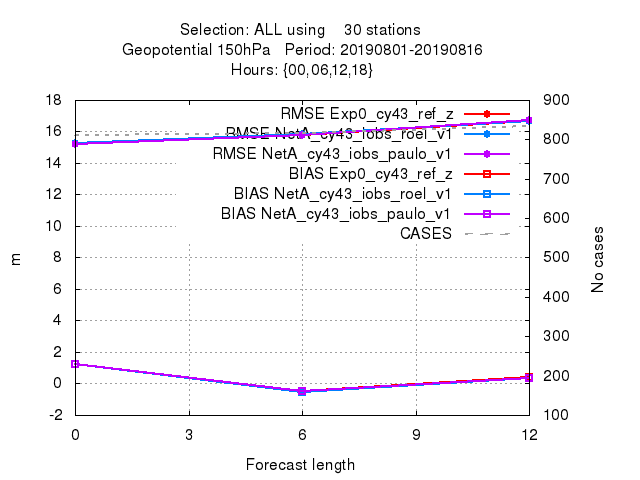 Selection: ALL using    30 stations
Geopotential 150hPa   Period: 20190801-20190816
Hours: {00,06,12,18}
18
16
14
12
10
8
6
4
2
0
-2
m
900
800
700
600
500
400
300
200
100
No cases
RMSE Exp0_cy43_ref_z
RMSE NetA_cy43_iobs_roel_v1
RMSE NetA_cy43_iobs_paulo_v1
BIAS Exp0_cy43_ref_z
BIAS NetA_cy43_iobs_roel_v1
BIAS NetA_cy43_iobs_paulo_v1
CASES
0 3 6 9 12
Forecast length